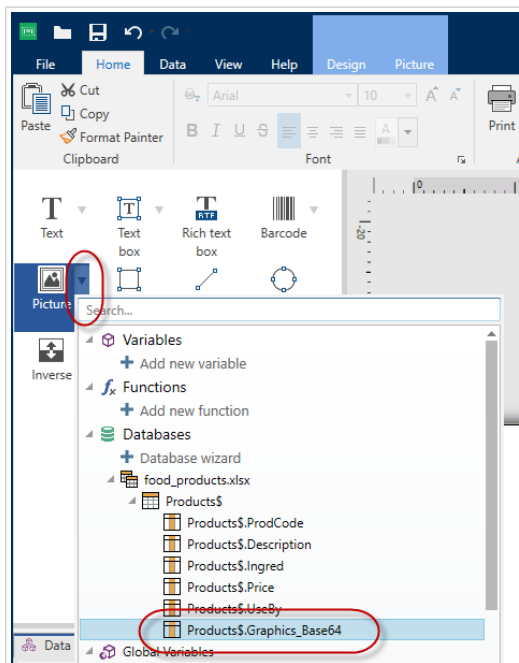 File Home Data View Help Design Picture
Cut
Copy
Paste
Format Painter
Clipboard
Arial 10 A A
B I U S A
Font
Print
T
Text
T
Text
box
T
RTF
Rich text
box
Barcode
0
-20
Picture
Inverse
Search...
Variables
Add new variable
fx Functions
Add new function
Databases
Database wizard
food_products.xlsx
Products$
Products$.ProdCode
Products$.Description
Products$.Ingred
Products$.Price
Products$.UseBy
Products$.Graphics_Base64
Data
Global Variables